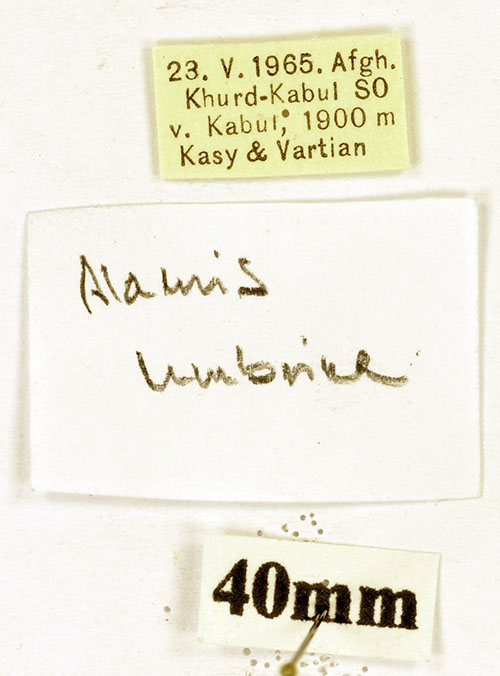 23. V. 1965. Afgh.
Khurd-Kabul SO
v. Kabul, 1900 m
Kasy & Vartian
Alamis
umbrina
40mm